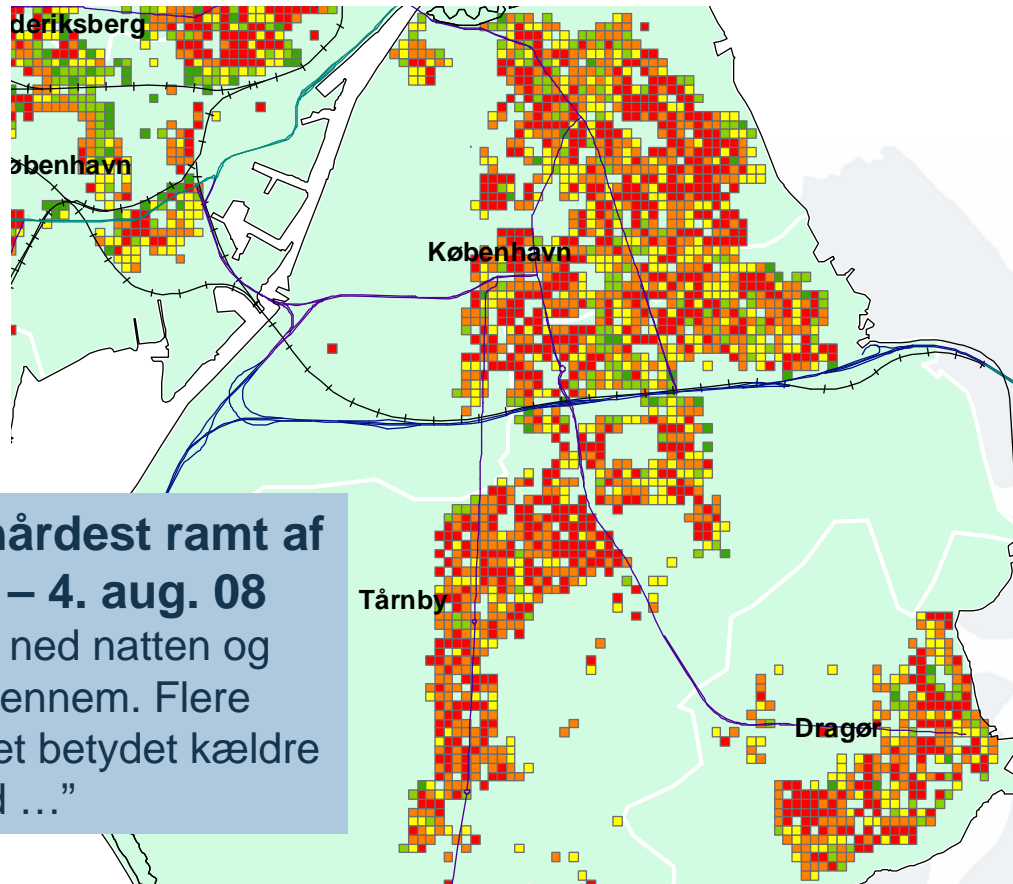 deriksberg
øbenhavn
København
Tårnby
Dragør
hårdest ramt af
– 4. aug. 08
ned natten og
ennem. Flere
et betydet kældre
d …”